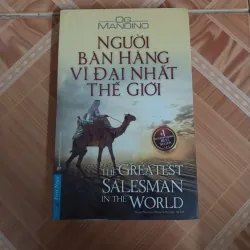 OG
MANDINO
NGƯỜI
BÁN HÀNG
VĨ ĐẠI NHẤT
THẾ GIỚI
THE GREATEST
SALESMAN
IN THE WORLD